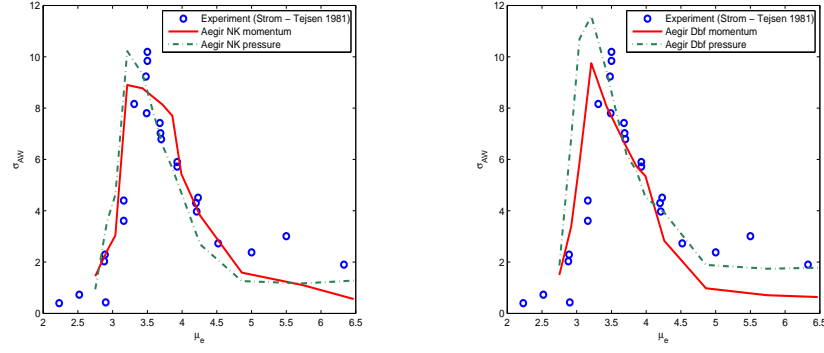 12
10
8
6
4
2
0
σAW
2 2.5 3 3.5 4 4.5 5 5.5 6 6.5
μe
Experiment (Strom − Tejsen 1981)
Aegir NK momentum
Aegir NK pressure
12
10
8
6
4
2
0
σAW
2 2.5 3 3.5 4 4.5 5 5.5 6 6.5
μe
Experiment (Strom − Tejsen 1981)
Aegir Dbf momentum
Aegir Dbf pressure